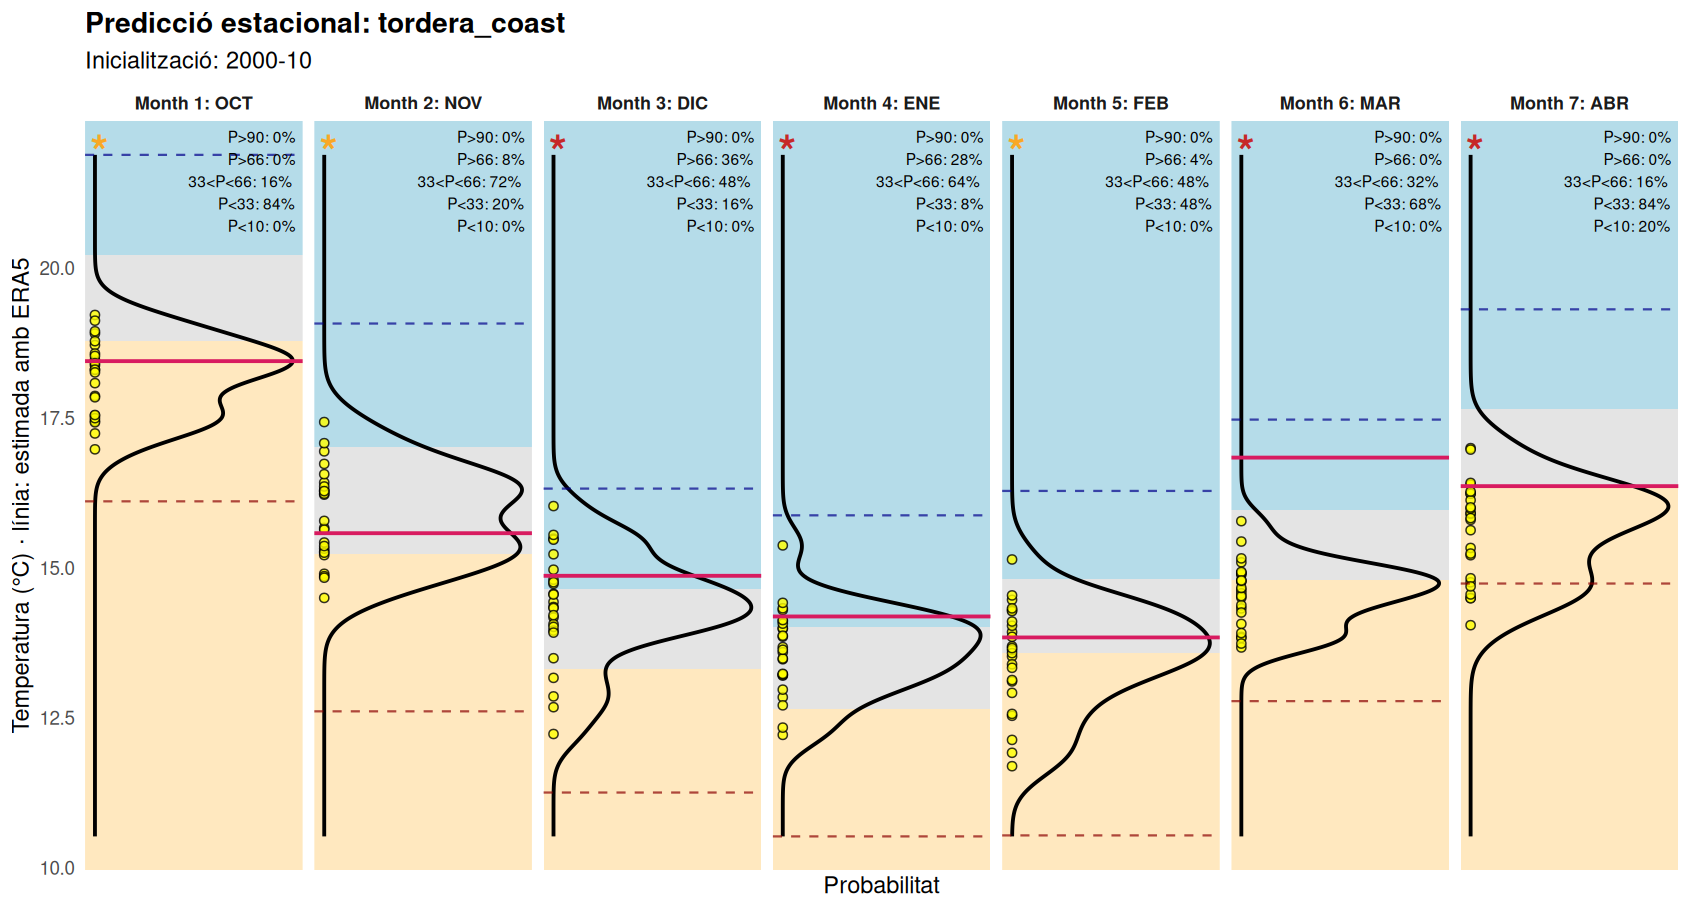 Predicció estacional: tordera_coast
Inicialització: 2000-10
Month 1: OCT
Month 2: NOV
Month 3: DIC
Month 4: ENE
Month 5: FEB
Month 6: MAR
Month 7: ABR
*
P>90: 0%
P>66: 0%
33<P<66: 16%
P<33: 84%
P<10: 0%
*
P>90: 0%
P>66: 8%
33<P<66: 72%
P<33: 20%
P<10: 0%
*
P>90: 0%
P>66: 36%
33<P<66: 48%
P<33: 16%
P<10: 0%
*
P>90: 0%
P>66: 28%
33<P<66: 64%
P<33: 8%
P<10: 0%
*
P>90: 0%
P>66: 4%
33<P<66: 48%
P<33: 48%
P<10: 0%
*
P>90: 0%
P>66: 0%
33<P<66: 32%
P<33: 68%
P<10: 0%
*
P>90: 0%
P>66: 0%
33<P<66: 16%
P<33: 84%
P<10: 20%
Temperatura (°C) · línia: estimada amb ERA5
20.0
17.5
15.0
12.5
10.0
Probabilitat